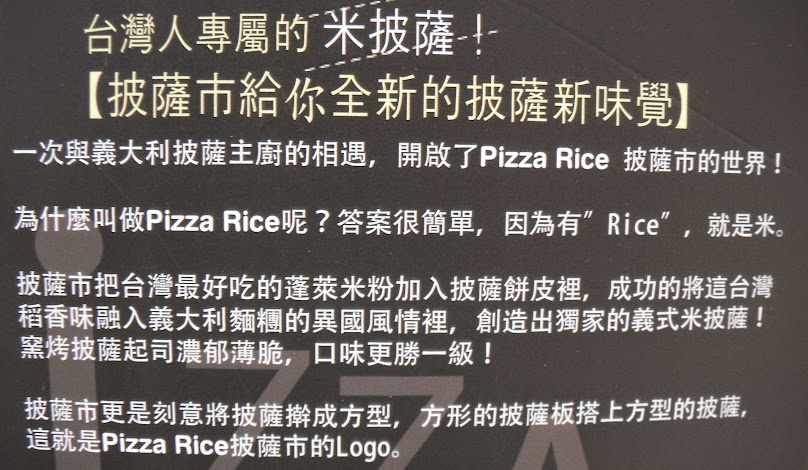 台灣人專屬的 米披薩!
【披薩市給你全新的披薩新味覺】
一次與義大利披薩主廚的相遇，開啟了Pizza Rice 披薩市的世界！
為什麼叫做Pizza Rice呢？答案很簡單，因為有"Rice"，就是米。
披薩市把台灣最好吃的蓬萊米粉加入披薩餅皮裡，成功的將這台灣
稻香味融入義大利麵糰的異國風情裡，創造出獨家的義式米披薩！
窯烤披薩起司濃郁薄脆，口味更勝一級！
披薩市更是刻意將披薩擀成方型，方形的披薩板搭上方型的披薩，
這就是Pizza Rice披薩市的Logo。
izza